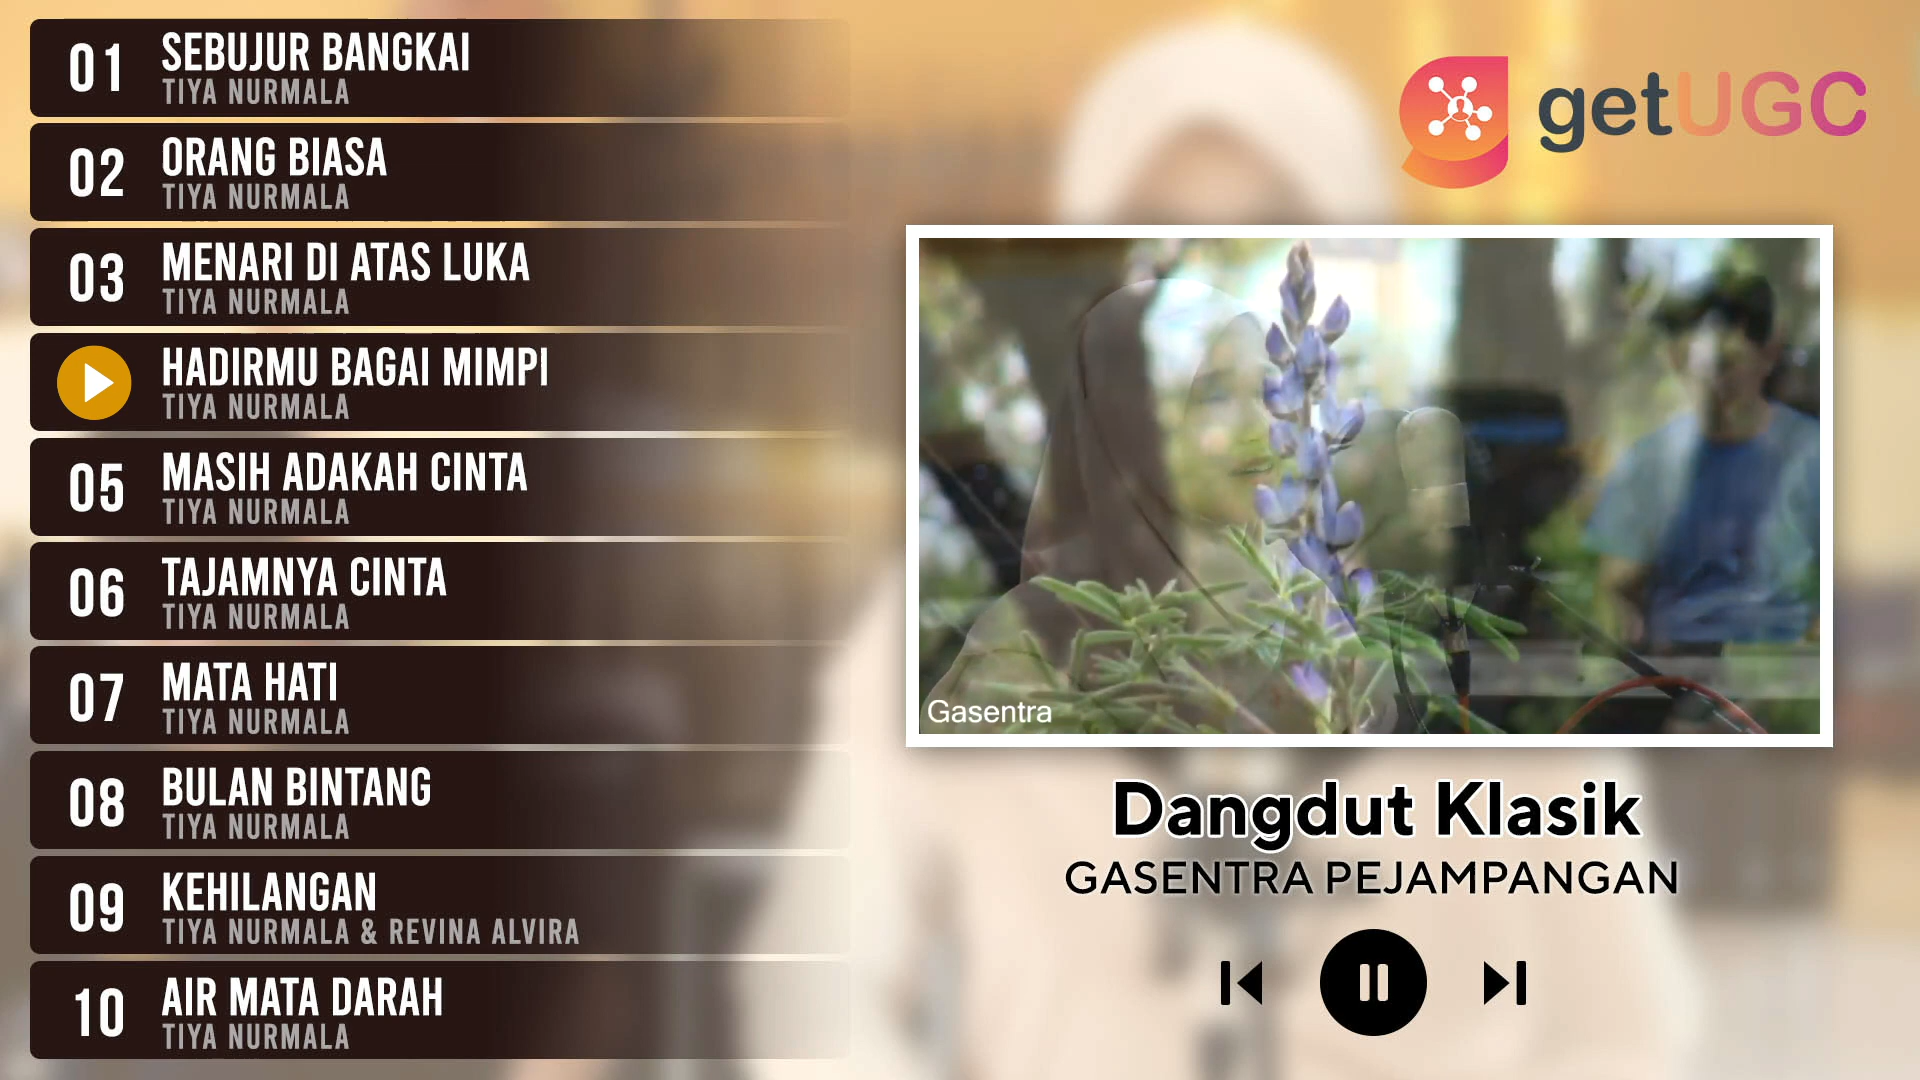 01
SEBUJUR BANGKAI
TIYA NURMALA
02
ORANG BIASA
TIYA NURMALA
03
MENARI DI ATAS LUKA
TIYA NURMALA
HADIRMU BAGAI MIMPI
TIYA NURMALA
05
MASIH ADAKAH CINTA
TIYA NURMALA
06
TAJAMNYA CINTA
TIYA NURMALA
07
MATA HATI
TIYA NURMALA
08
BULAN BINTANG
TIYA NURMALA
09
KEHILANGAN
TIYA NURMALA & REVINA ALVIRA
10
AIR MATA DARAH
TIYA NURMALA
getUGC
Gasentra
Dangdut Klasik
GASENTRA PEJAMPANGAN